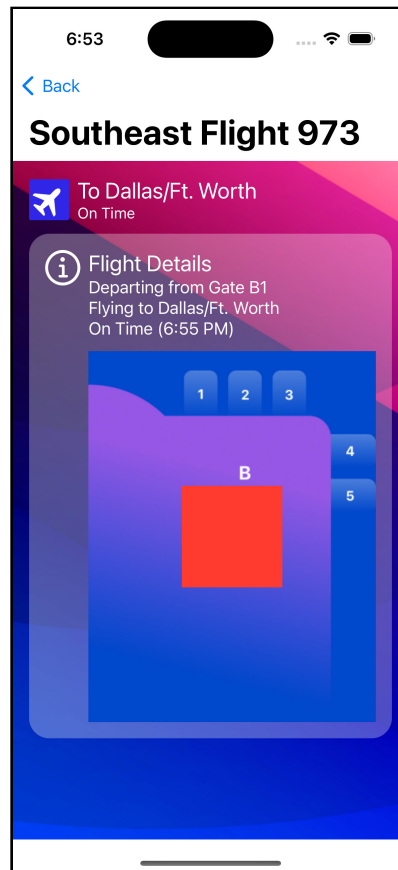 6:53
Back
Southeast Flight 973
To Dallas/Ft. Worth
On Time
Flight Details
Departing from Gate B1
Flying to Dallas/Ft. Worth
On Time (6:55 PM)
1 2 3
4
B
5